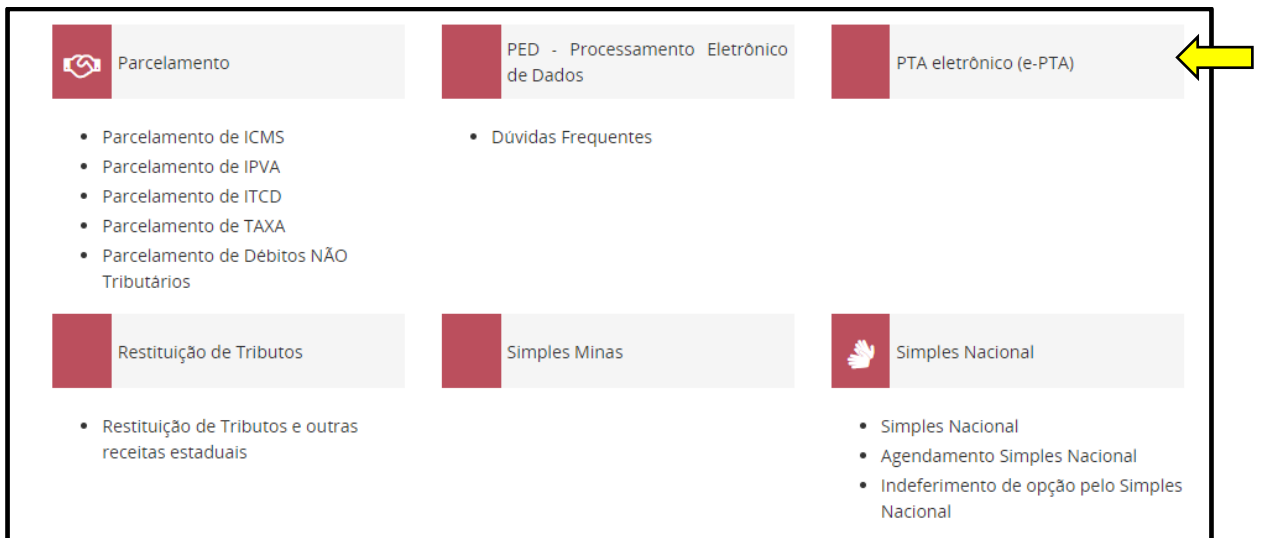 Parcelamento
PED - Processamento Eletrônico
de Dados
PTA eletrônico (e-PTA)
Parcelamento de ICMS
Parcelamento de IPVA
Parcelamento de ITCD
Parcelamento de TAXA
Parcelamento de Débitos NÃO
Tributários
Dúvidas Frequentes
Restituição de Tributos
Simples Minas
Simples Nacional
Restituição de Tributos e outras
receitas estaduais
Simples Nacional
Agendamento Simples Nacional
Indeferimento de opção pelo Simples
Nacional